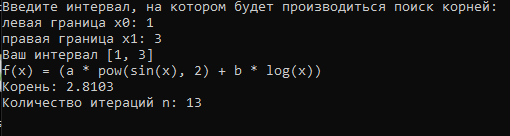 Введите интервал, на котором будет производиться поиск корней:
левая граница x0: 1
правая граница x1: 3
Ваш интервал [1, 3]
f(x) = (a * pow(sin(x), 2) + b * log(x))
Корень: 2.8103
Количество итераций n: 13